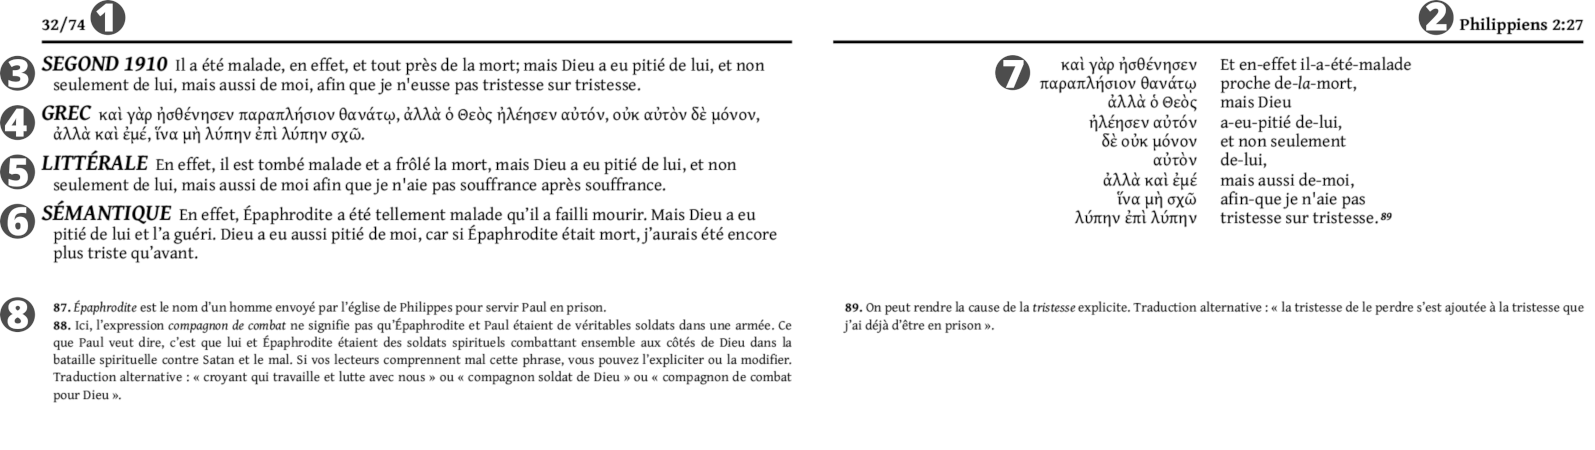 32/74 1
2 Philippiens 2:27
3 SEGOND 1910 Il a été malade, en effet, et tout près de la mort; mais Dieu a eu pitié de lui, et non
seulement de lui, mais aussi de moi, afin que je n'eusse pas tristesse sur tristesse.
4 GREC καὶ γὰρ ἠσθένησεν παραπλήσιον θανάτῳ, ἀλλὰ ὁ Θεὸς ἠλέησεν αὐτόν, οὐκ αὐτὸν δὲ μόνον,
ἀλλὰ καὶ ἐμέ, ἵνα μὴ λύπην ἐπὶ λύπην σχῶ.
5 LITTÉRALE En effet, il est tombé malade et a frôlé la mort, mais Dieu a eu pitié de lui, et non
seulement de lui, mais aussi de moi afin que je n'aie pas souffrance après souffrance.
6 SÉMANTIQUE En effet, Épaphrodite a été tellement malade qu’il a failli mourir. Mais Dieu a eu
pitié de lui et l’a guéri. Dieu a eu aussi pitié de moi, car si Épaphrodite était mort, j’aurais été encore
plus triste qu’avant.
7 καὶ γὰρ ἠσθένησεν Et en-effet il-a-été-malade
παραπλήσιον θανάτῳ proche de-la-mort,
ἀλλὰ ὁ Θεὸς mais Dieu
ἠλέησεν αὐτόν a-eu-pitié de-lui,
δὲ οὐκ μόνον et non seulement
αὐτὸν de-lui,
ἀλλὰ καὶ ἐμέ mais aussi de-moi,
ἵνα μὴ σχῶ afin-que je n'aie pas
λύπην ἐπὶ λύπην tristesse sur tristesse.89
8 87. Épaphrodite est le nom d’un homme envoyé par l’église de Philippes pour servir Paul en prison.
88. Ici, l’expression compagnon de combat ne signifie pas qu’Épaphrodite et Paul étaient de véritables soldats dans une armée. Ce
que Paul veut dire, c’est que lui et Épaphrodite étaient des soldats spirituels combattant ensemble aux côtés de Dieu dans la
bataille spirituelle contre Satan et le mal. Si vos lecteurs comprennent mal cette phrase, vous pouvez l’expliciter ou la modifier.
Traduction alternative : « croyant qui travaille et lutte avec nous » ou « compagnon soldat de Dieu » ou « compagnon de combat
pour Dieu ».
89. On peut rendre la cause de la tristesse explicite. Traduction alternative : « la tristesse de le perdre s’est ajoutée à la tristesse que
j’ai déjà d’être en prison ».